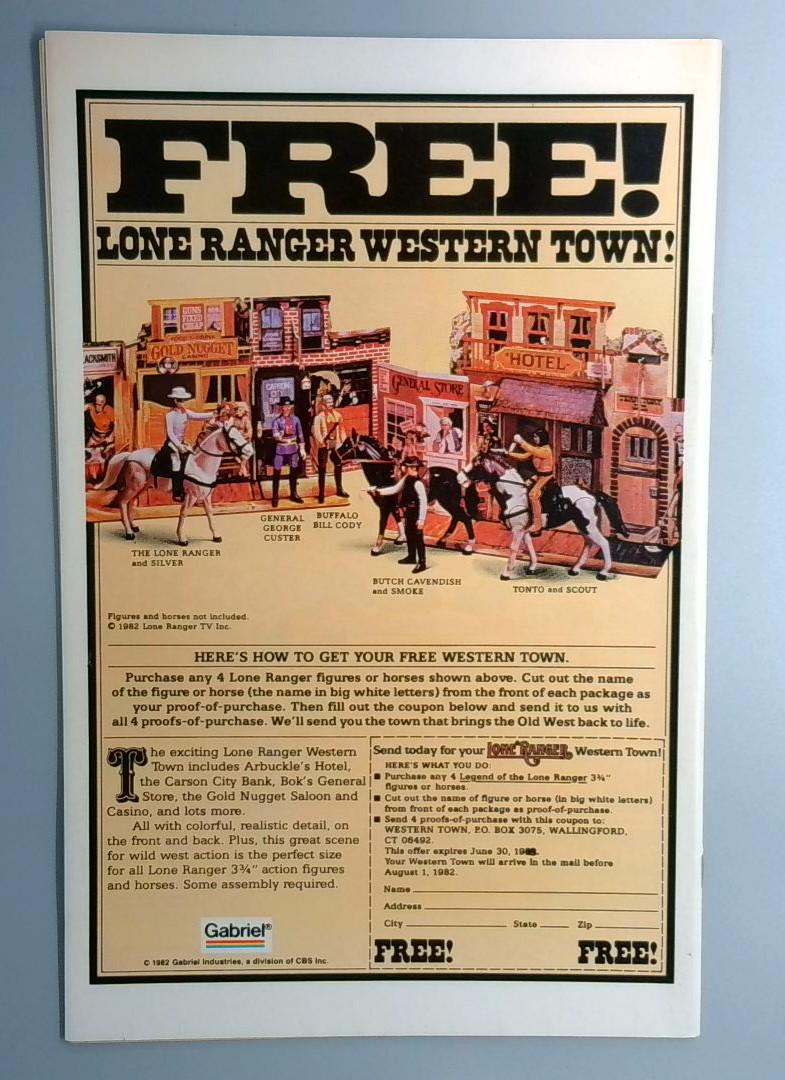 FREE!
LONE RANGER WESTERN TOWN!
GUNS
FIXED
CHEAP
GOLD NUGGET
CASINO
ACKSMITH
CARSON
CITY
GENERAL STORE
"HOTEL"
THE LONE RANGER
and SILVER
GENERAL
GEORGE
CUSTER
BUFFALO
BILL CODY
BUTCH CAVENDISH
and SMOKE
TONTO and SCOUT
Figures and horses not included.
© 1982 Lone Ranger TV Inc.
HERE'S HOW TO GET YOUR FREE WESTERN TOWN.
Purchase any 4 Lone Ranger figures or horses shown above. Cut out the name
of the figure or horse (the name in big white letters) from the front of each package as
your proof-of-purchase. Then fill out the coupon below and send it to us with
all 4 proofs-of-purchase. We'll send you the town that brings the Old West back to life.
The exciting Lone Ranger Western
Town includes Arbuckle's Hotel,
the Carson City Bank, Bok's General
Store, the Gold Nugget Saloon and
Casino, and lots more.
All with colorful, realistic detail, on
the front and back. Plus, this great scene
for wild west action is the perfect size
for all Lone Ranger 3¾" action figures
and horses. Some assembly required.
Gabriel®
© 1982 Gabriel Industries, a division of CBS Inc.
Send today for your LONE RANGER Western Town!
HERE'S WHAT YOU DO:
■ Purchase any 4 Legend of the Lone Ranger 3¾"
figures or horses.
■ Cut out the name of figure or horse (in big white letters)
from front of each package as proof-of-purchase.
■ Send 4 proofs-of-purchase with this coupon to:
WESTERN TOWN, P.O. BOX 3075, WALLINGFORD,
CT 06492.
This offer expires June 30,
Your Western Town will arrive in the mail before
August 1, 1982.
Name
Address
City State Zip
FREE! FREE!